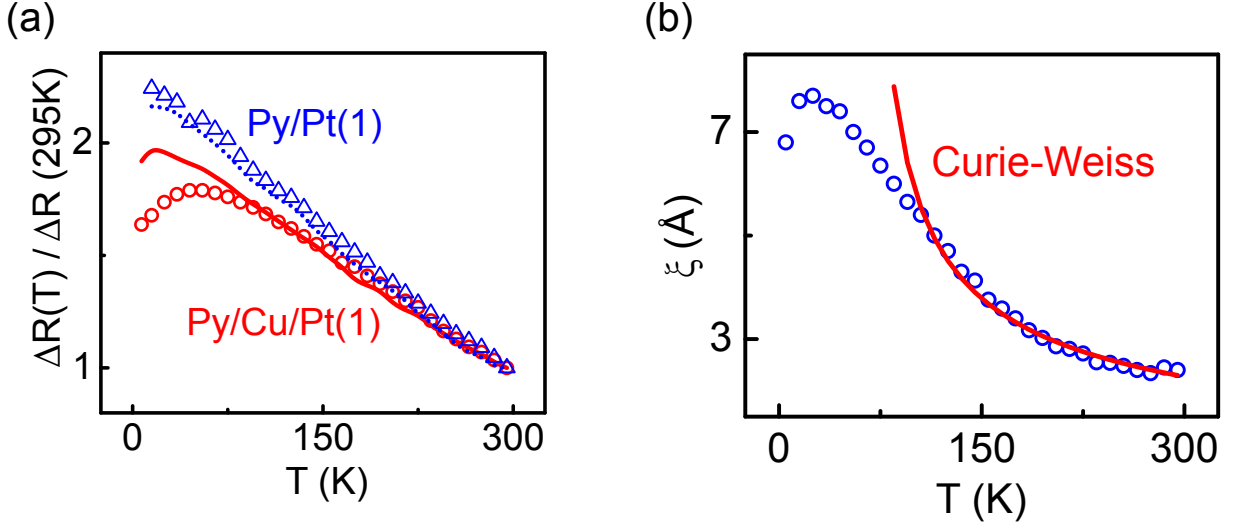 (a)
ΔR(T) / ΔR (295K)
2
1
Py/Pt(1)
Py/Cu/Pt(1)
0 150 300
T (K)
(b)
ξ (Å)
7
3
Curie-Weiss
0 150 300
T (K)